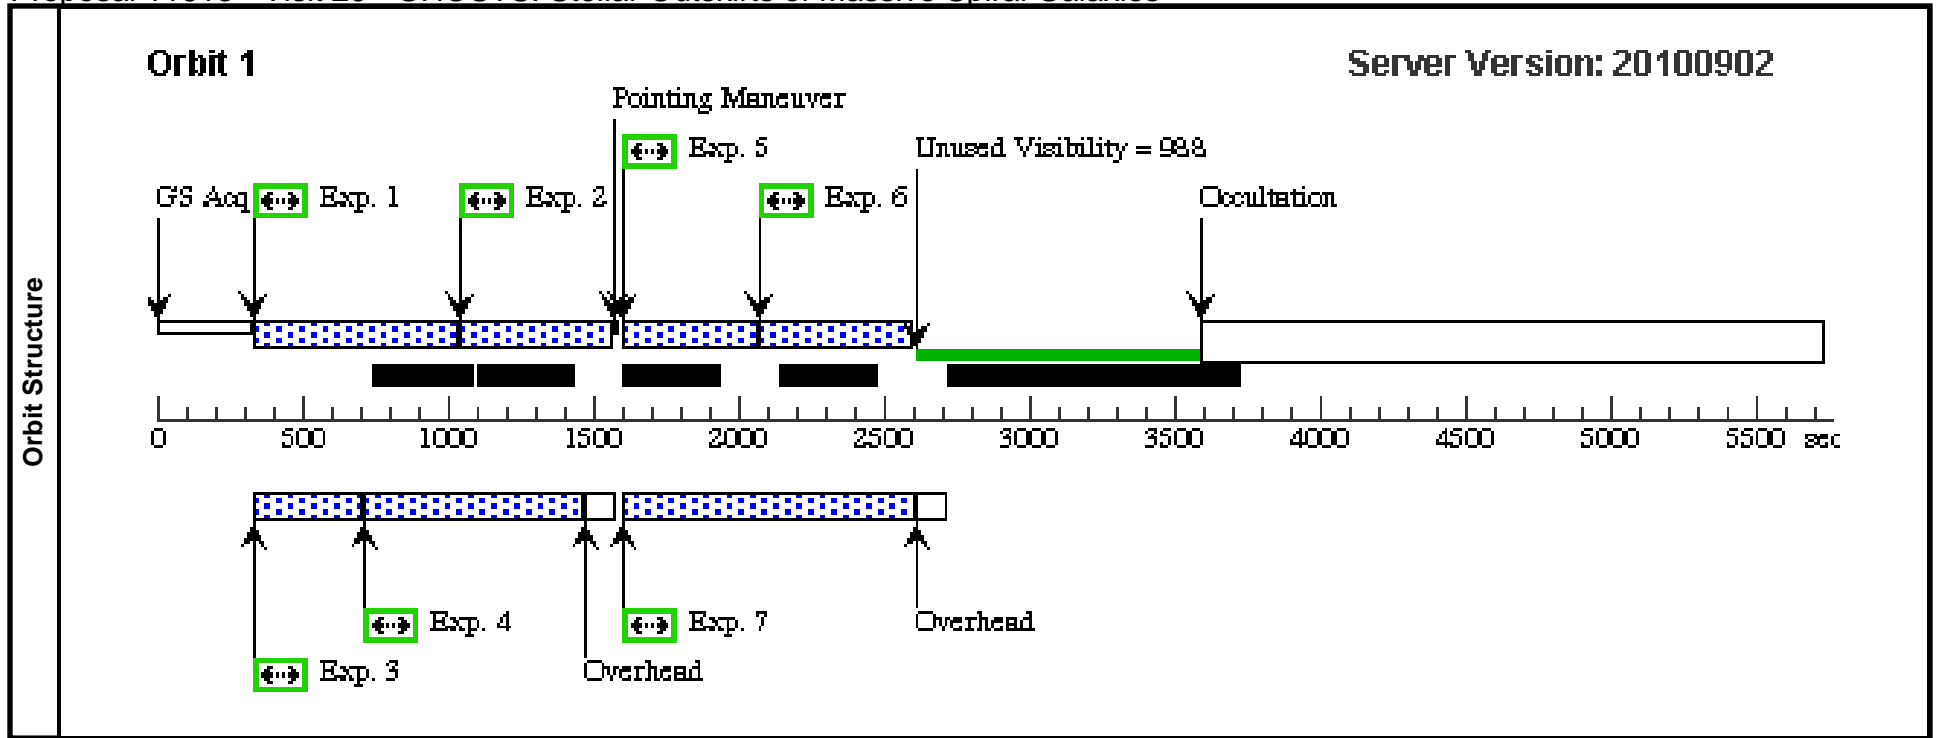 Orbit 1
Server Version: 20100902
Pointing Maneuver
Exp. 5
Unused Visibility = 988
GS Acq
Exp. 1
Exp. 2
Exp. 6
Occultation
Orbit Structure
0 500 1000 1500 2000 2500 3000 3500 4000 4500 5000 5500 sec
Exp. 4
Exp. 7
Overhead
Exp. 3
Overhead